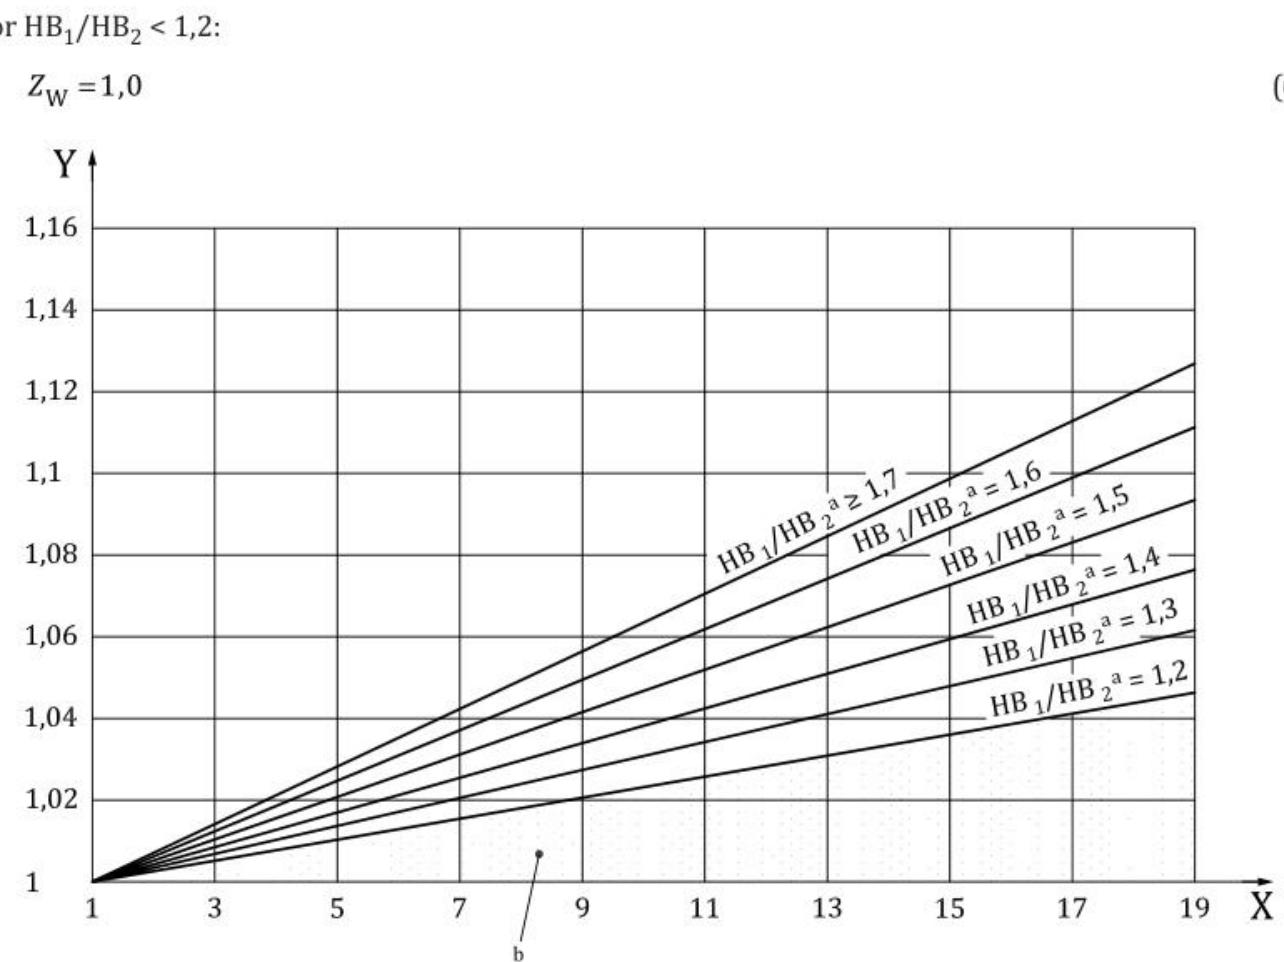 or HB₁/HB₂ < 1,2:
Z_W = 1,0
(
Y
1,16
1,14
1,12
1,1
1,08
1,06
1,04
1,02
1
HB₁/HB₂ᵃ ≥ 1,7
HB₁/HB₂ᵃ = 1,6
HB₁/HB₂ᵃ = 1,5
HB₁/HB₂ᵃ = 1,4
HB₁/HB₂ᵃ = 1,3
HB₁/HB₂ᵃ = 1,2
1 3 5 7 9 11 13 15 17 19 X
b